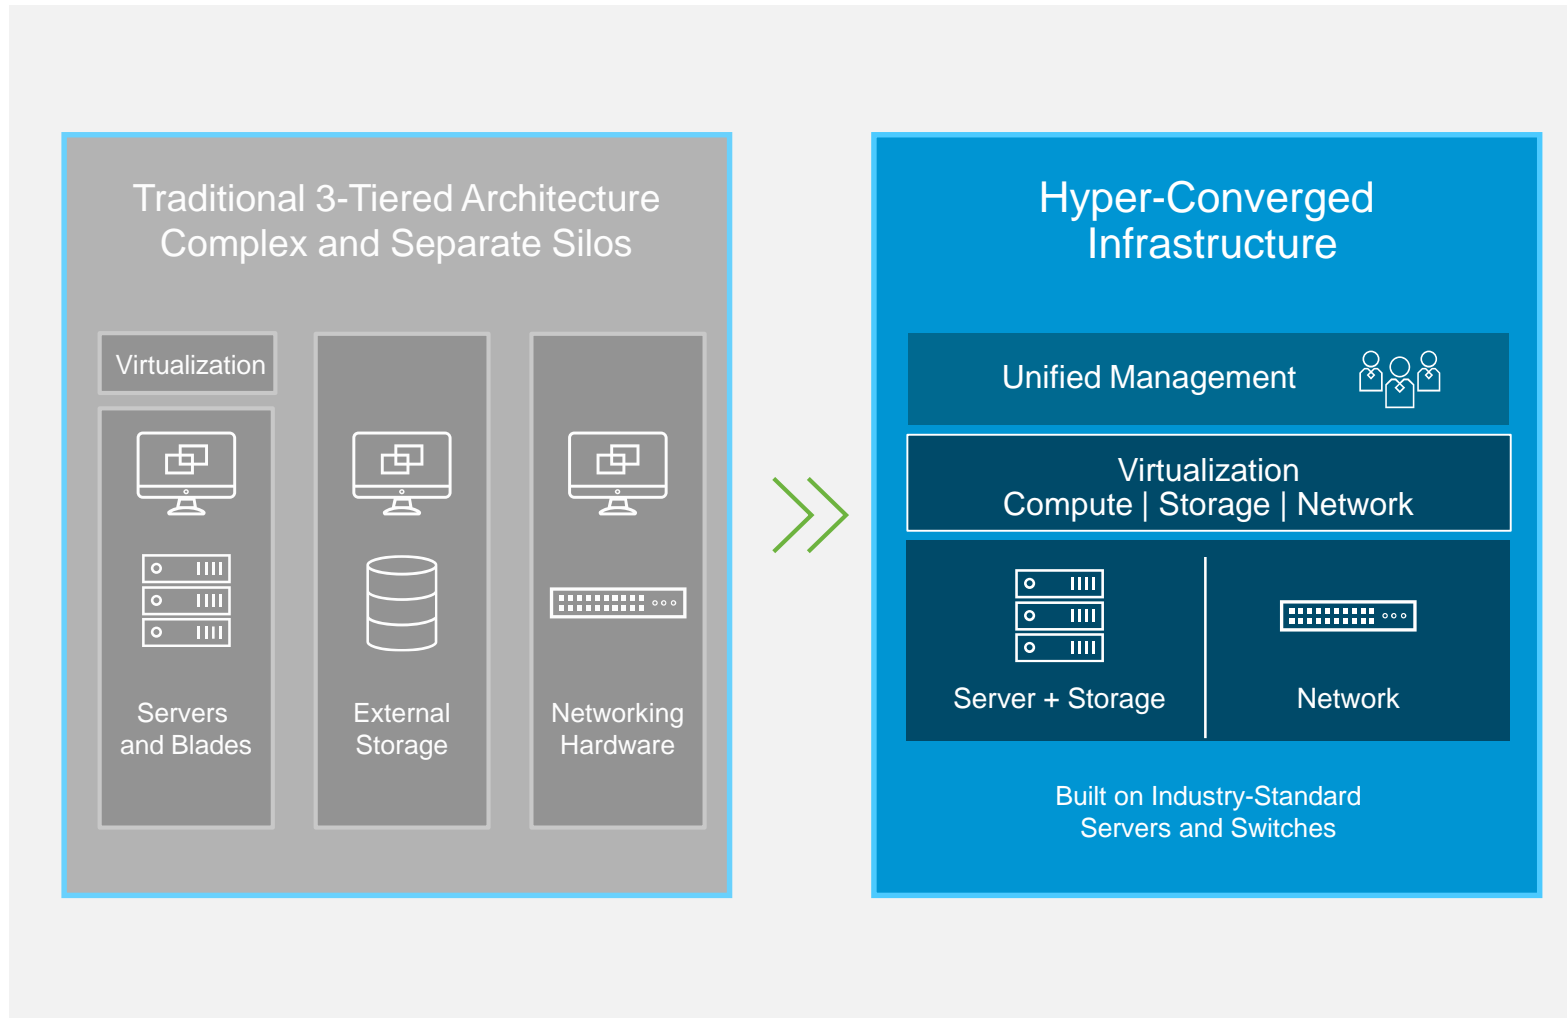 Traditional 3-Tiered Architecture
Complex and Separate Silos
Virtualization
Servers
and Blades
External
Storage
Networking
Hardware
Hyper-Converged
Infrastructure
Unified Management
Virtualization
Compute | Storage | Network
Server + Storage
Network
Built on Industry-Standard
Servers and Switches